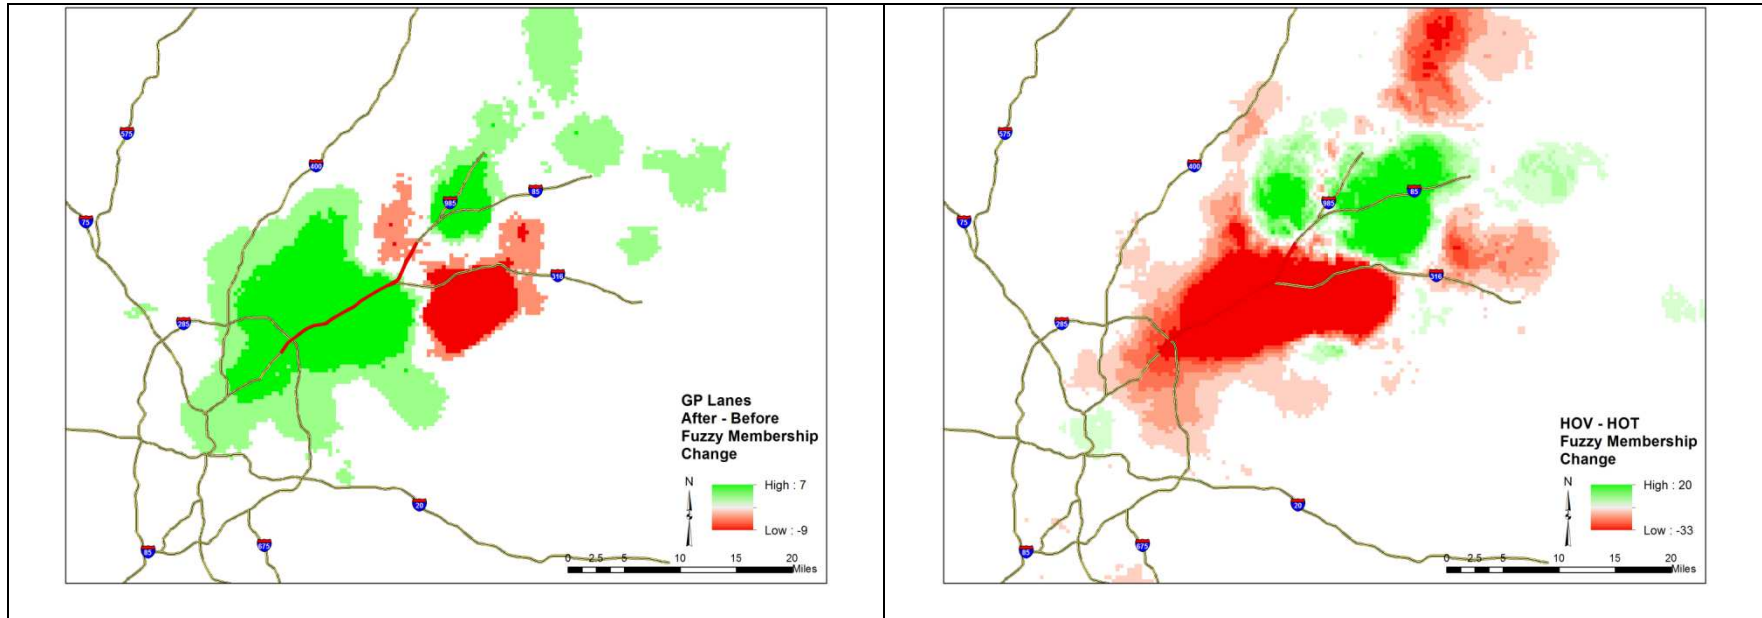 575
400
75
985
85
316
285
GP Lanes
After - Before
Fuzzy Membership
Change
N
High : 7
Low : -9
20
85
675
0 2.5 5 10 15 20
Miles
575
400
75
985
85
316
285
HOV - HOT
Fuzzy Membership
Change
N
High : 20
Low : -33
20
85
675
0 2.5 5 10 15 20
Miles